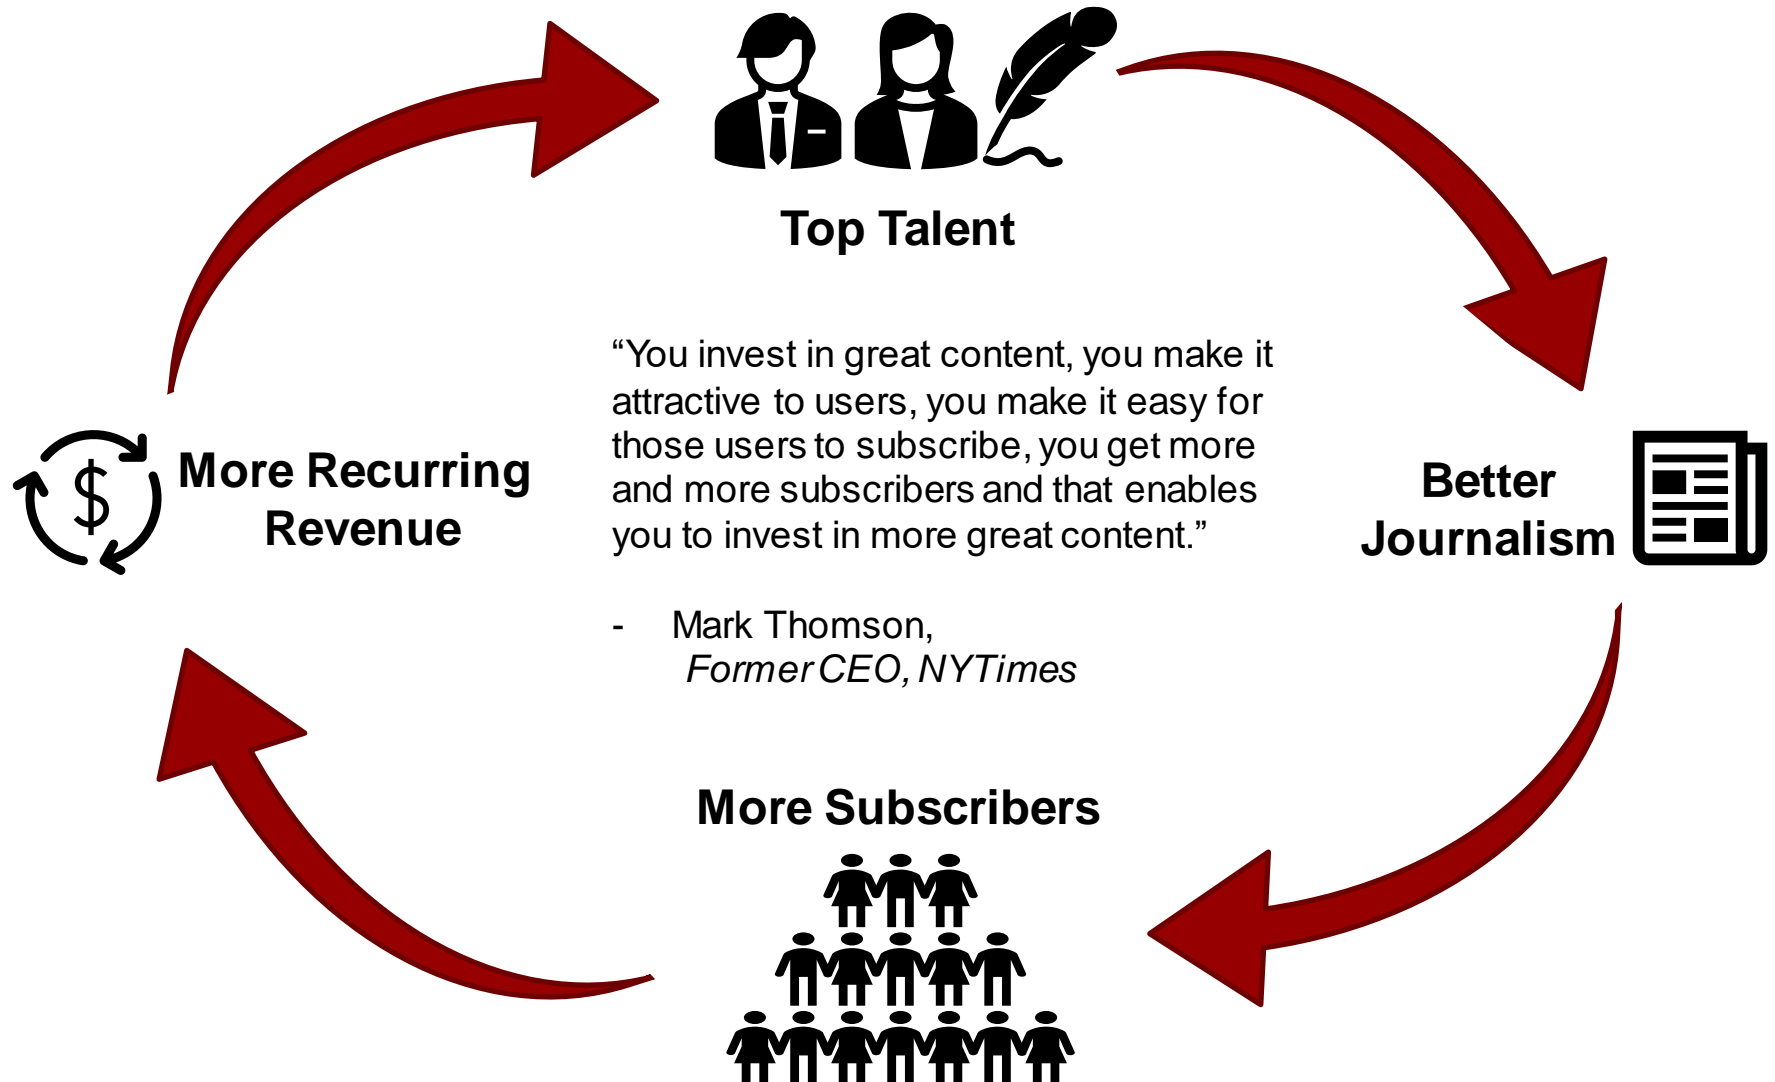 Top Talent
“You invest in great content, you make it
attractive to users, you make it easy for
those users to subscribe, you get more
and more subscribers and that enables
you to invest in more great content.”
- Mark Thomson,
Former CEO, NYTimes
More Recurring
Revenue
$
Better
Journalism
More Subscribers